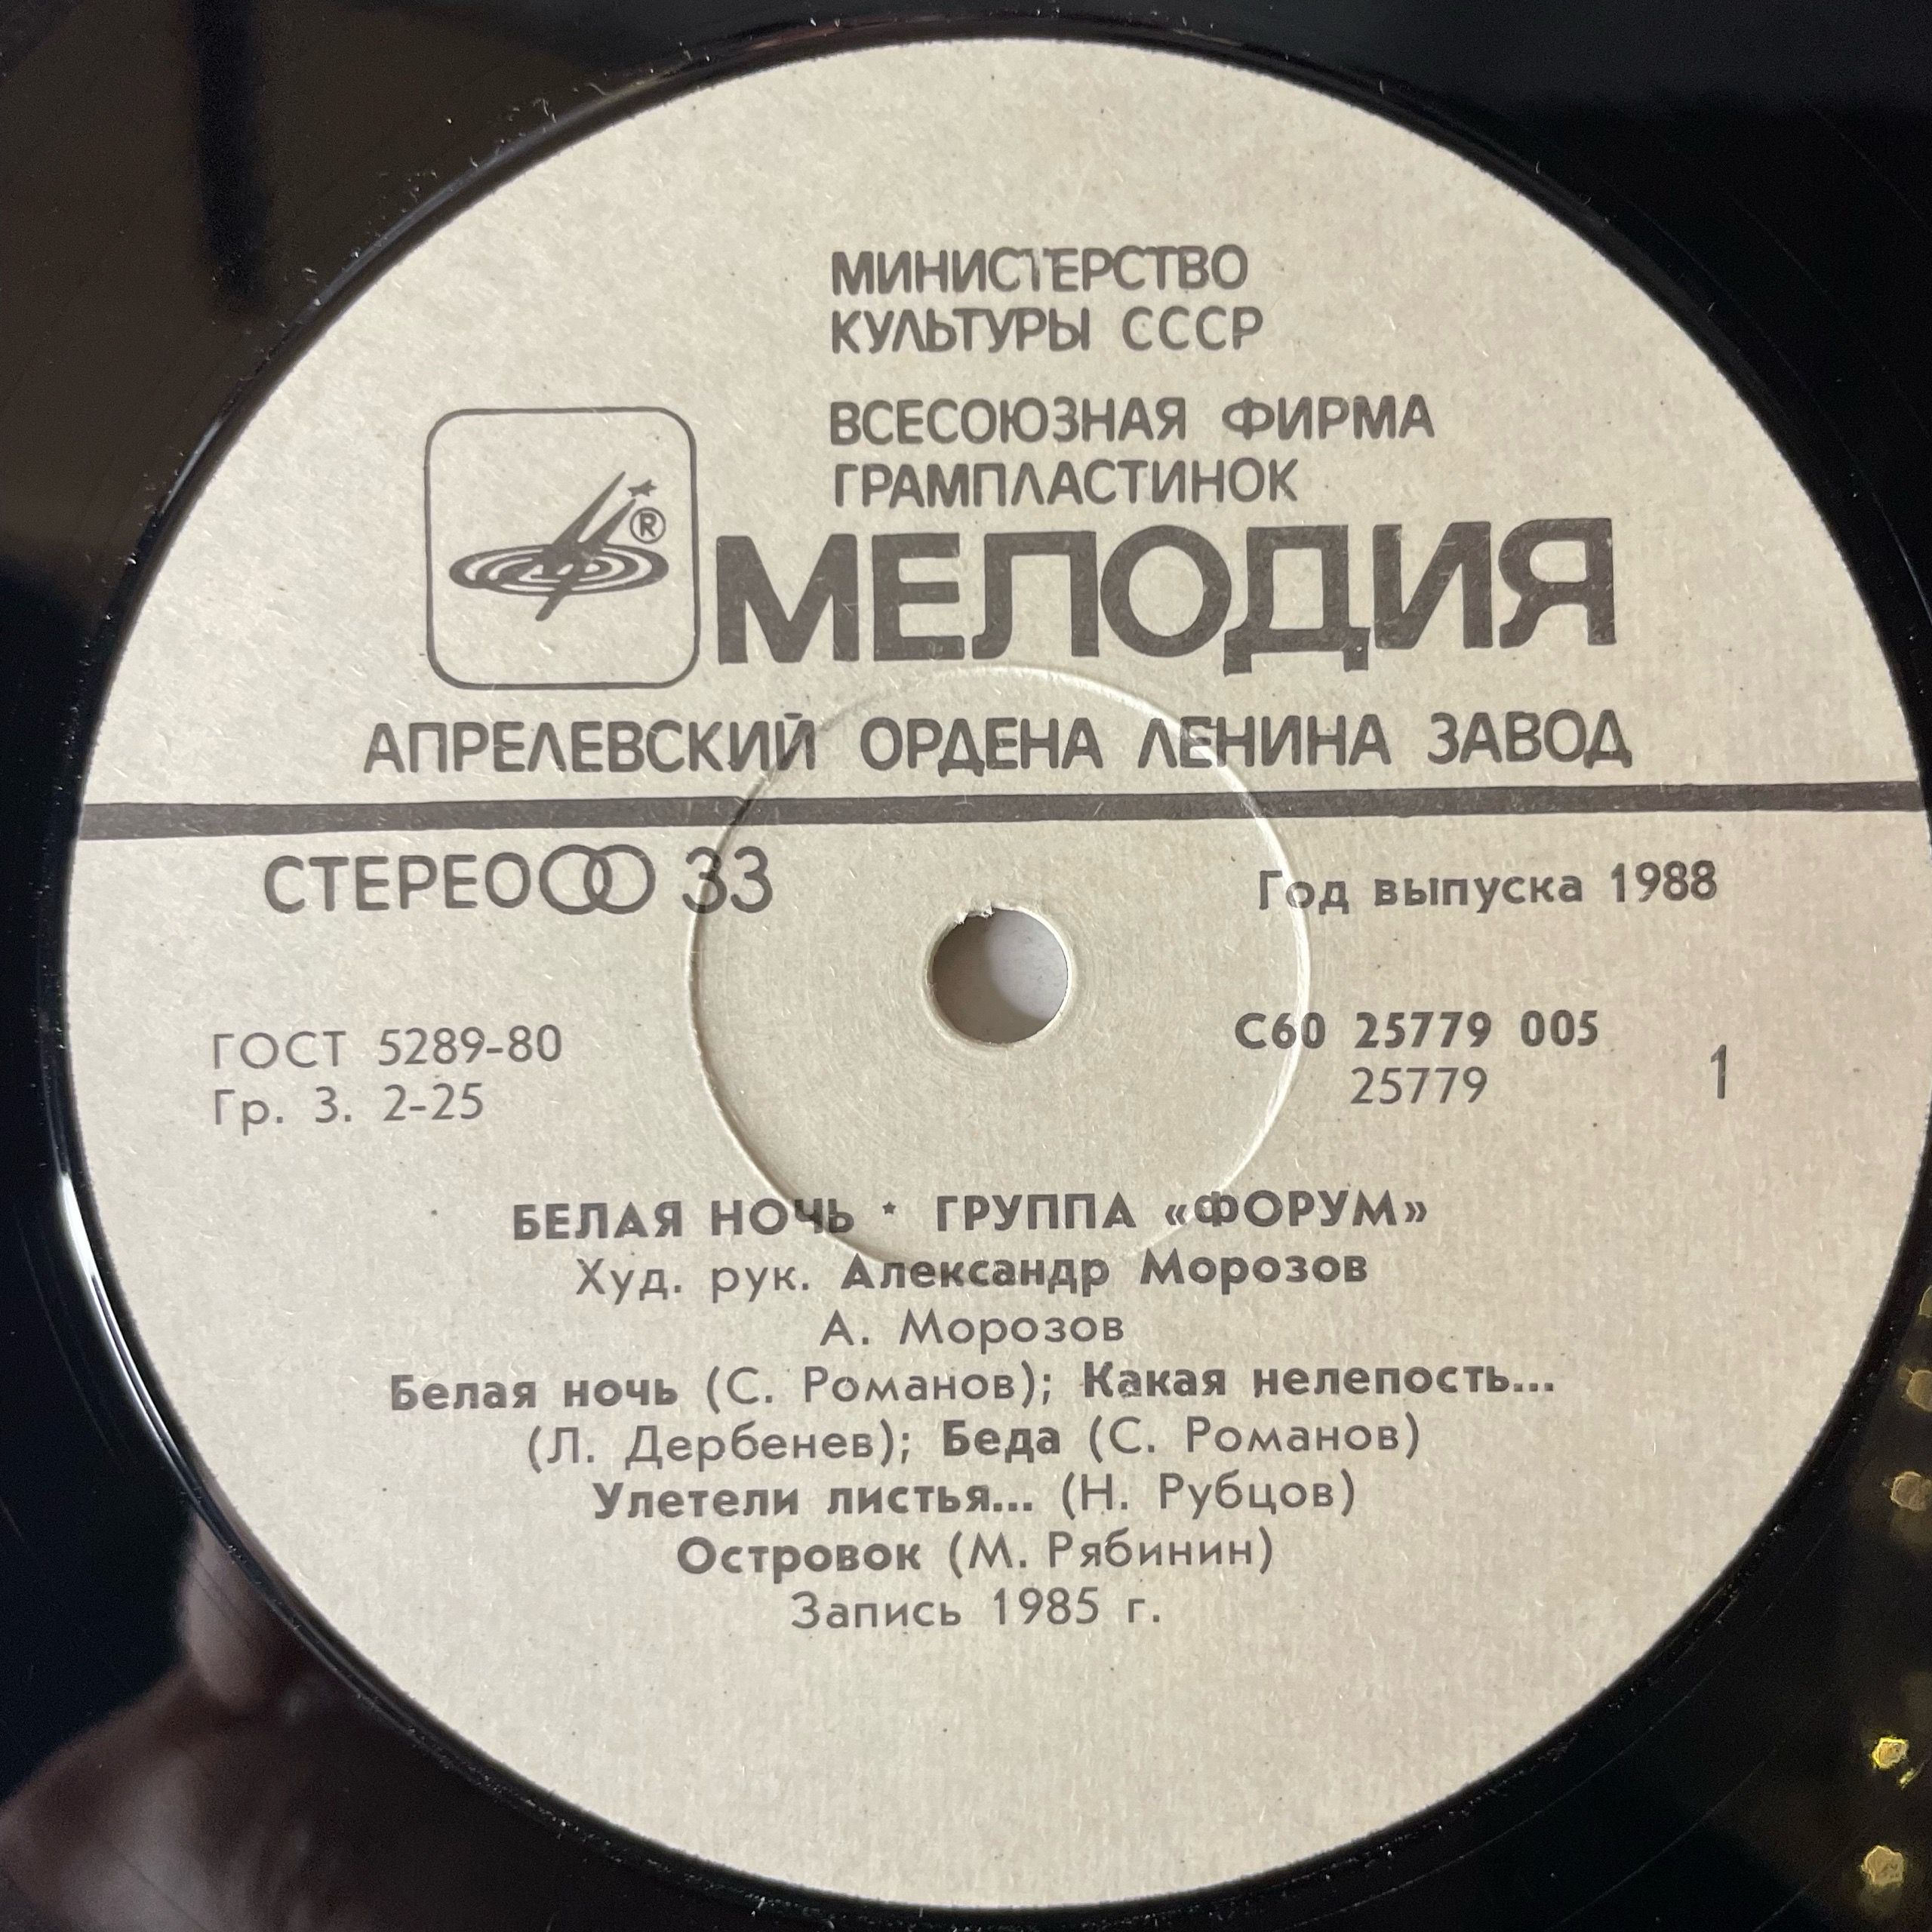 МИНИСТЕРСТВО
КУЛЬТУРЫ СССР
ВСЕСОЮЗНАЯ ФИРМА
ГРАМПЛАСТИНОК
®
МЕЛОДИЯ
АПРЕЛЕВСКИЙ ОРДЕНА ЛЕНИНА ЗАВОД
СТЕРЕО 33
Год выпуска 1988
ГОСТ 5289-80
Гр. 3. 2-25
С60 25779 005
25779
1
БЕЛАЯ НОЧЬ * ГРУППА «ФОРУМ»
Худ. рук. Александр Морозов
А. Морозов
Белая ночь (С. Романов); Какая нелепость...
(Л. Дербенев); Беда (С. Романов)
Улетели листья... (Н. Рубцов)
Островок (М. Рябинин)
Запись 1985 г.